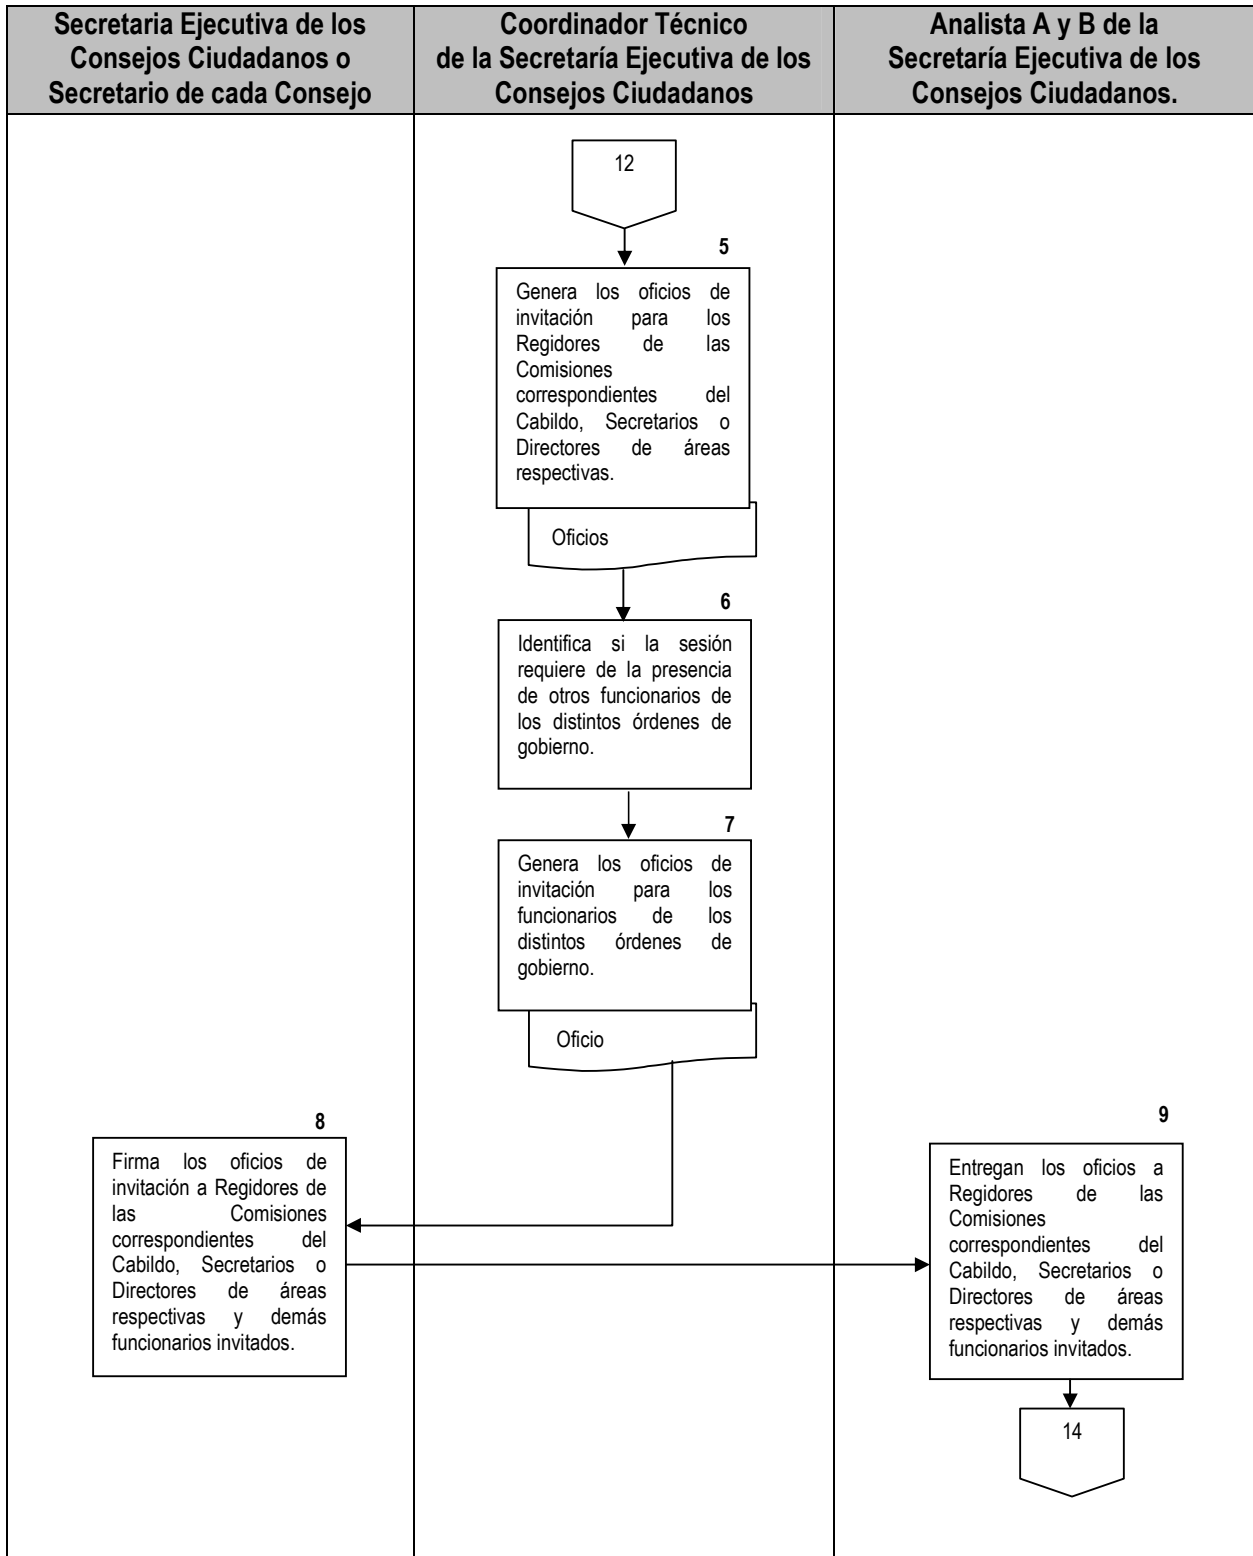 Secretaria Ejecutiva de los
Consejos Ciudadanos o
Secretario de cada Consejo
Coordinador Técnico
de la Secretaría Ejecutiva de los
Consejos Ciudadanos
Analista A y B de la
Secretaría Ejecutiva de los
Consejos Ciudadanos.
12
5
Genera los oficios de
invitación para los
Regidores de las
Comisiones
correspondientes del
Cabildo, Secretarios o
Directores de áreas
respectivas.
Oficios
6
Identifica si la sesión
requiere de la presencia
de otros funcionarios de
los distintos órdenes de
gobierno.
7
Genera los oficios de
invitación para los
funcionarios de los
distintos órdenes de
gobierno.
Oficio
8
Firma los oficios de
invitación a Regidores de
las Comisiones
correspondientes del
Cabildo, Secretarios o
Directores de áreas
respectivas y demás
funcionarios invitados.
9
Entregan los oficios a
Regidores de las
Comisiones
correspondientes del
Cabildo, Secretarios o
Directores de áreas
respectivas y demás
funcionarios invitados.
14